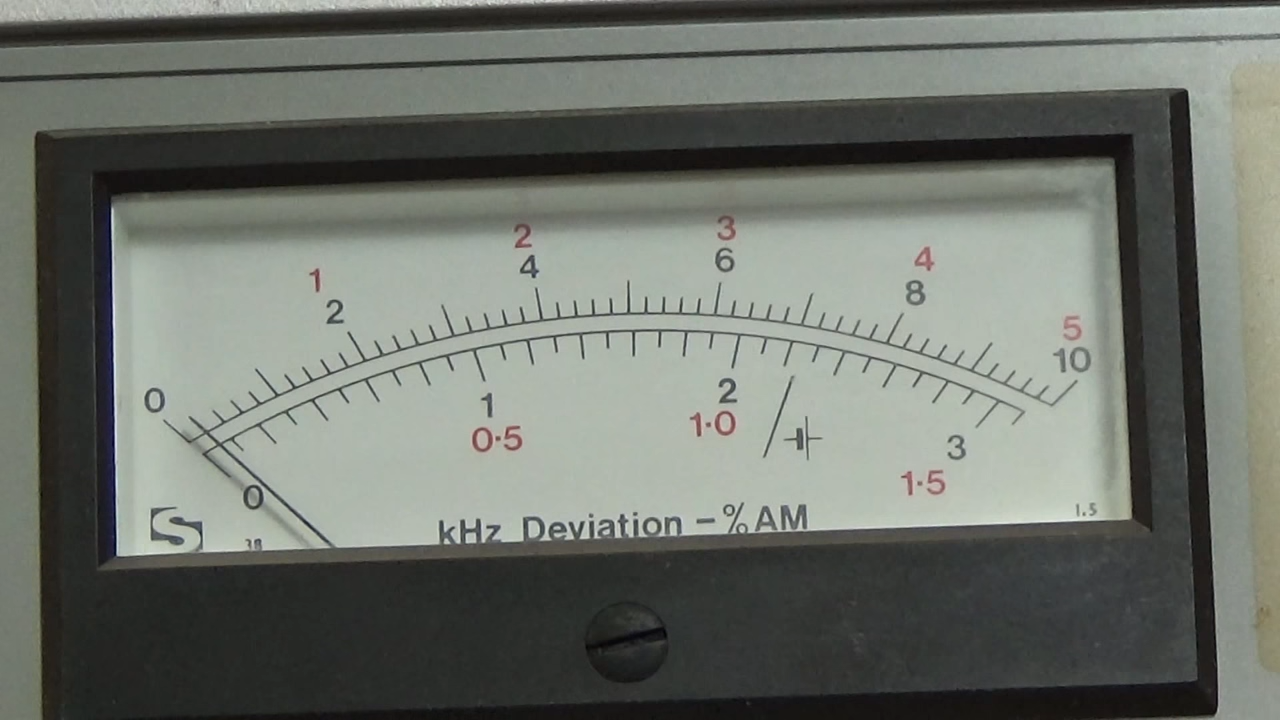 1 2 3 4 5
0 2 4 6 8 10
0 1 2 3
0·5 1·0 1·5
kHz Deviation – % AM
1.5